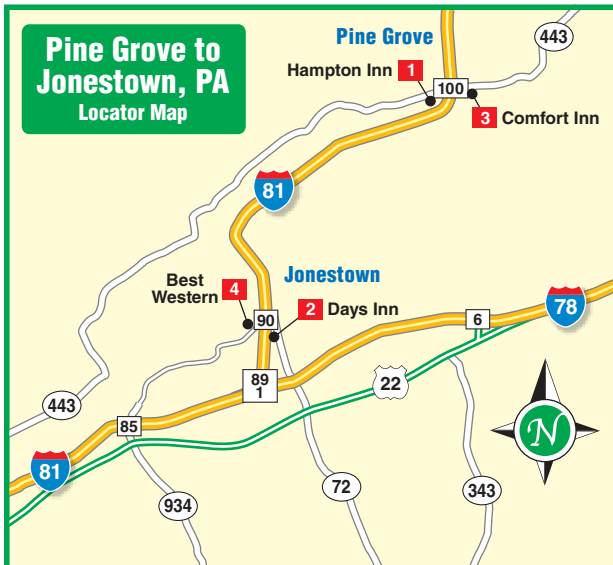 Pine Grove to
Jonestown, PA
Locator Map
Pine Grove
443
Hampton Inn 1
100
3 Comfort Inn
81
Jonestown
Best
Western 4
90
2 Days Inn
6
78
89
1
22
443
85
N
81
934
72
343